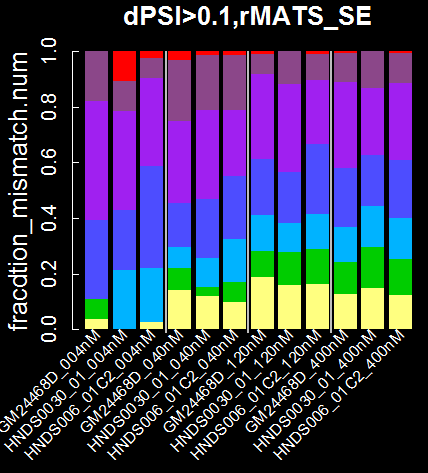 dPSI>0.1,rMATS_SE
fracdtion_mismatch.num
1.0
0.8
0.6
0.4
0.2
0.0
GM24468D_004nM
HNDS0030_01_004nM
HNDS006_01C2_004nM
GM24468D_040nM
HNDS0030_01_040nM
HNDS006_01C2_040nM
GM24468D_120nM
HNDS0030_01_120nM
HNDS006_01C2_120nM
GM24468D_400nM
HNDS0030_01_400nM
HNDS006_01C2_400nM